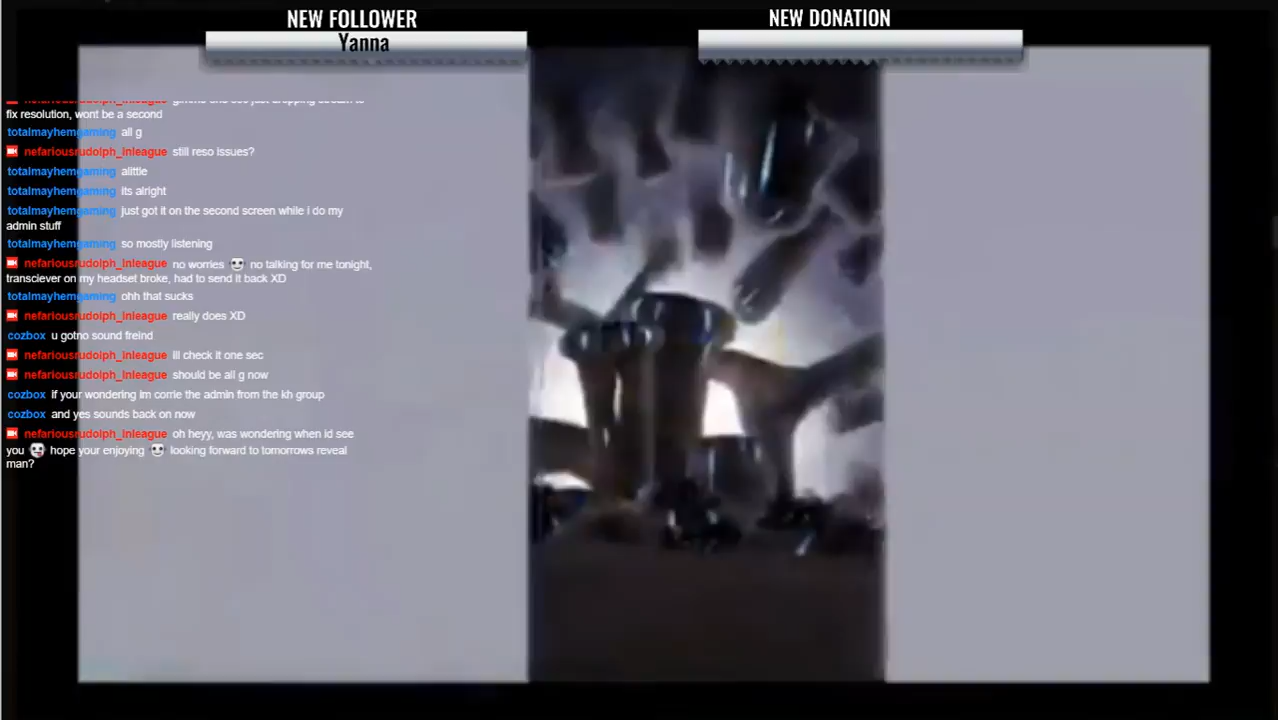 NEW FOLLOWER
Yanna
NEW DONATION
fix resolution, wont be a second
totalmayhemgaming all g
nefariousrudolph_inleague still reso issues?
totalmayhemgaming alittle
totalmayhemgaming its alright
totalmayhemgaming just got it on the second screen while i do my
admin stuff
totalmayhemgaming so mostly listening
nefariousrudolph_inleague no worries no talking for me tonight,
transciever on my headset broke, had to send it back XD
totalmayhemgaming ohh that sucks
nefariousrudolph_inleague really does XD
cozbox u gotno sound freind
nefariousrudolph_inleague ill check it one sec
nefariousrudolph_inleague should be all g now
cozbox if your wondering Im corrie the admin from the kh group
cozbox and yes sounds back on now
nefariousrudolph_inleague oh heyy, was wondering when id see
you hope your enjoying looking forward to tomorrows reveal
man?